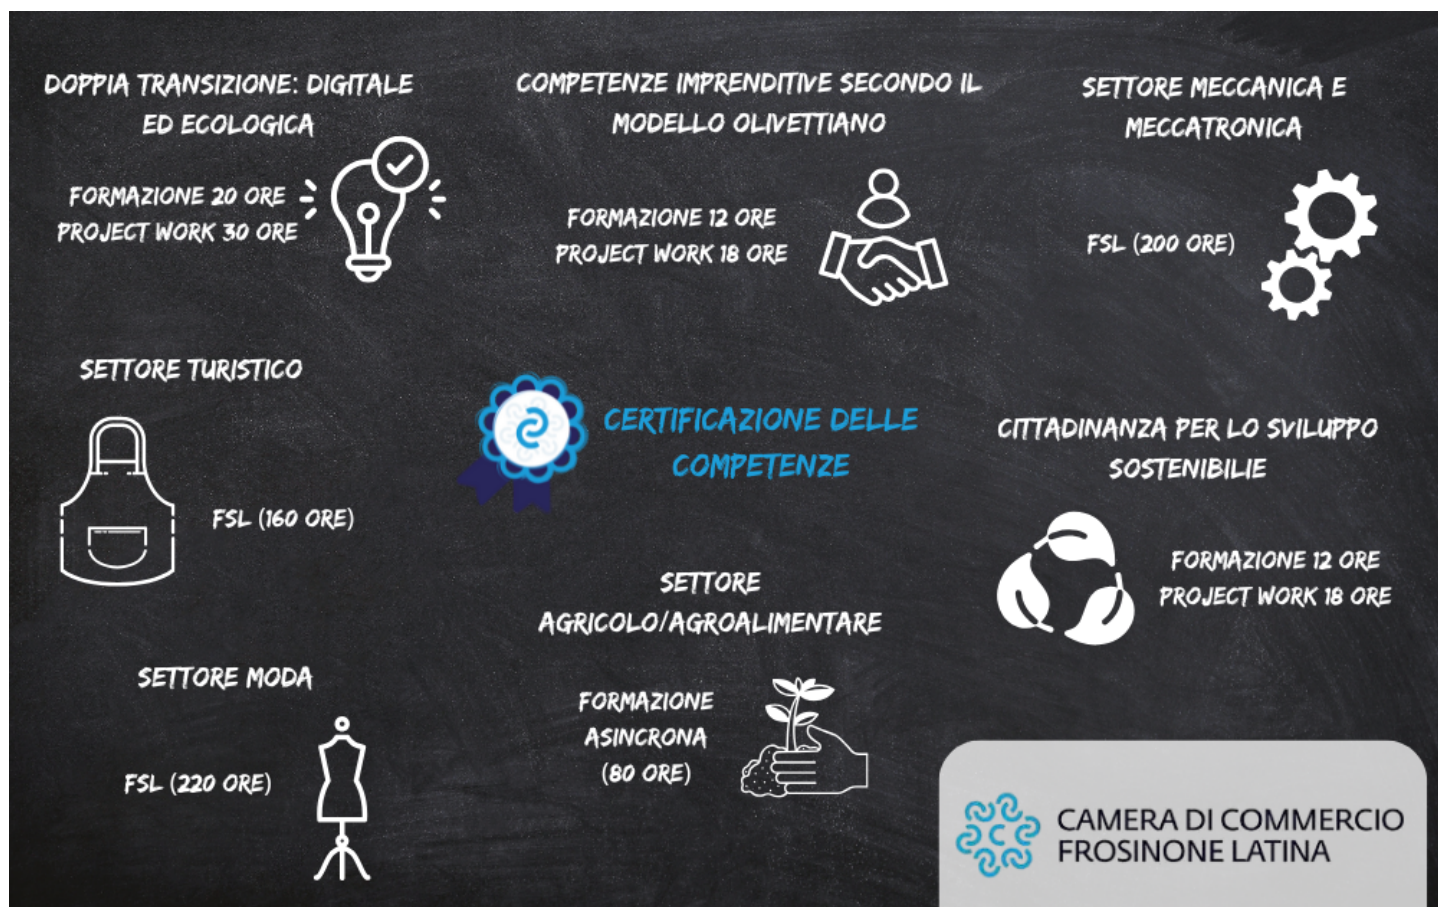 DOPPIA TRANSIZIONE: DIGITALE
ED ECOLOGICA
FORMAZIONE 20 ORE
PROJECT WORK 30 ORE
COMPETENZE IMPRENDITIVE SECONDO IL
MODELLO OLIVETTIANO
FORMAZIONE 12 ORE
PROJECT WORK 18 ORE
SETTORE MECCANICA E
MECCATRONICA
FSL (200 ORE)
SETTORE TURISTICO
FSL (160 ORE)
CERTIFICAZIONE DELLE
COMPETENZE
CITTADINANZA PER LO SVILUPPO
SOSTENIBILIE
FORMAZIONE 12 ORE
PROJECT WORK 18 ORE
SETTORE MODA
FSL (220 ORE)
SETTORE
AGRICOLO/AGROALIMENTARE
FORMAZIONE
ASINCRONA
(80 ORE)
CAMERA DI COMMERCIO
FROSINONE LATINA